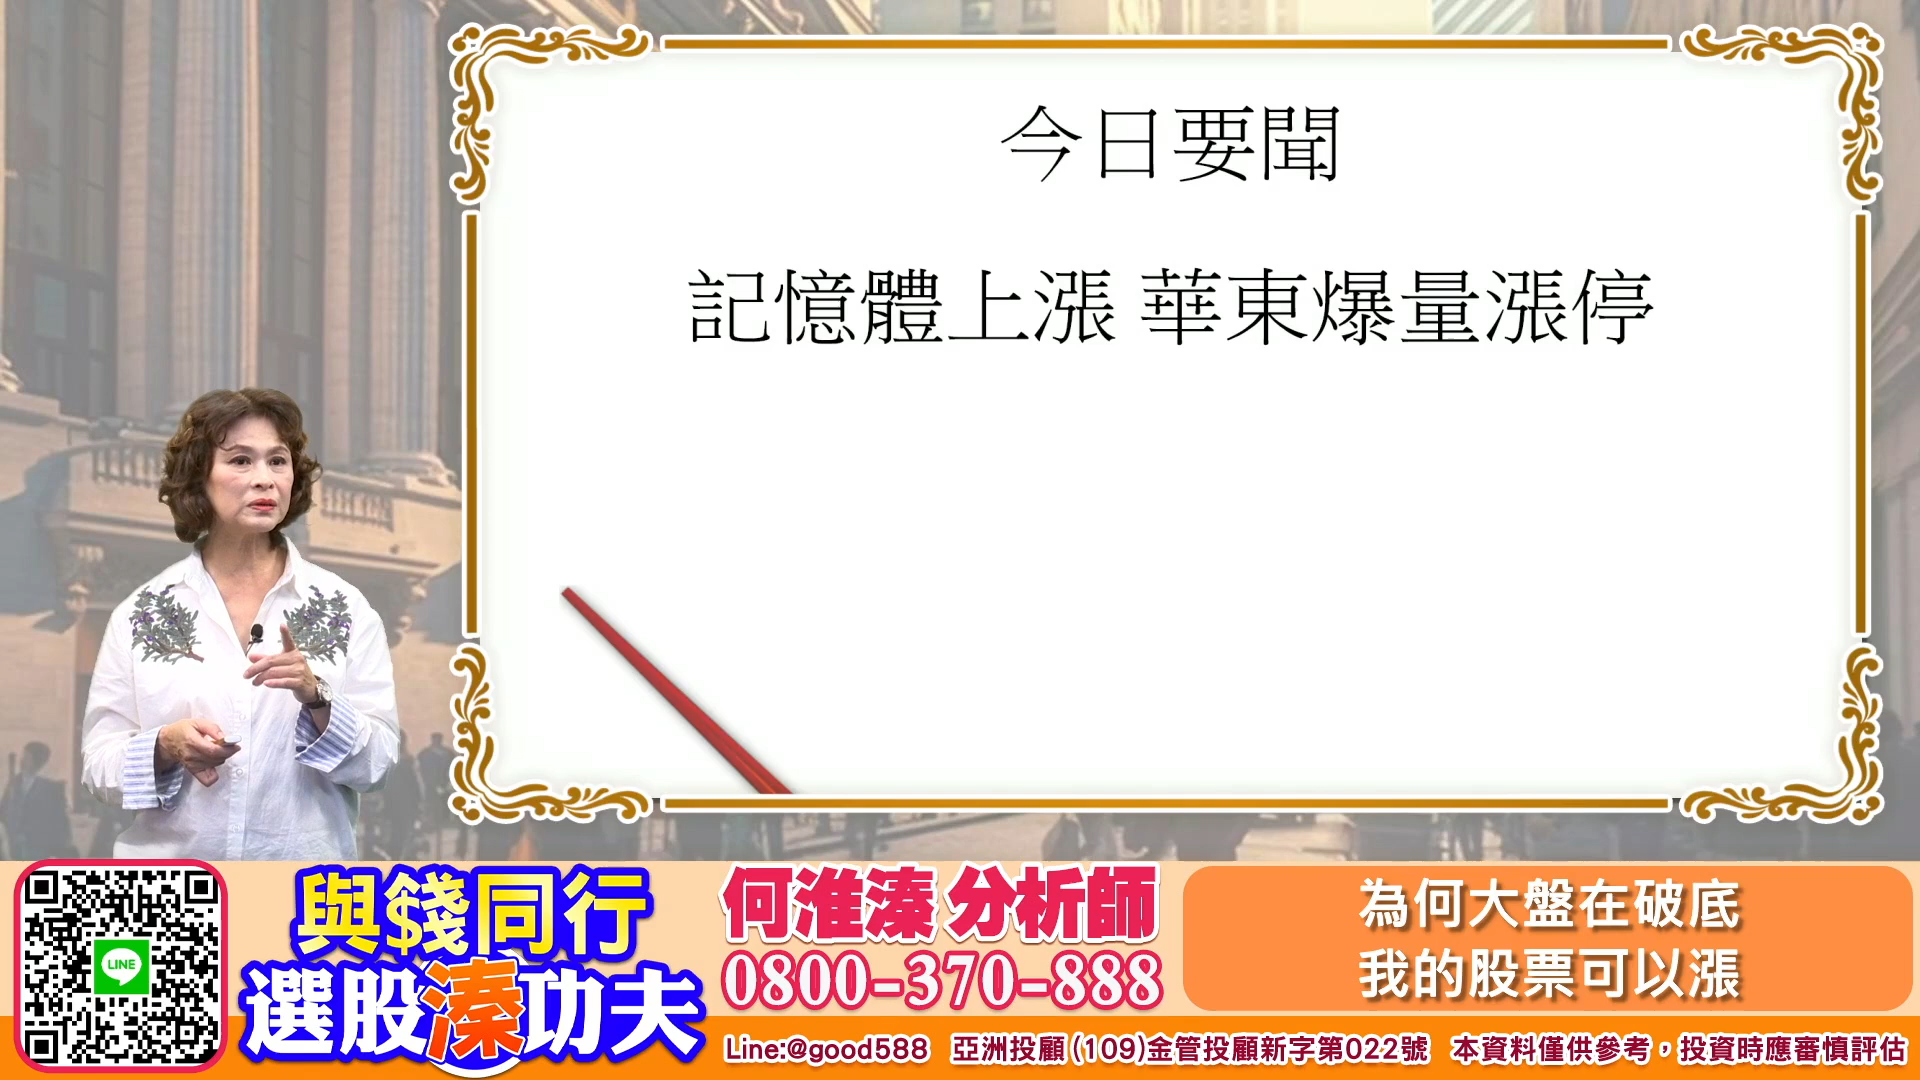 今日要聞
記憶體上漲 華東爆量漲停
LINE
與錢同行
選股溱功夫
何淮溱 分析師
0800-370-888
為何大盤在破底
我的股票可以漲
Line:@good588 亞洲投顧 (109)金管投顧新字第022號 本資料僅供參考，投資時應審慎評估